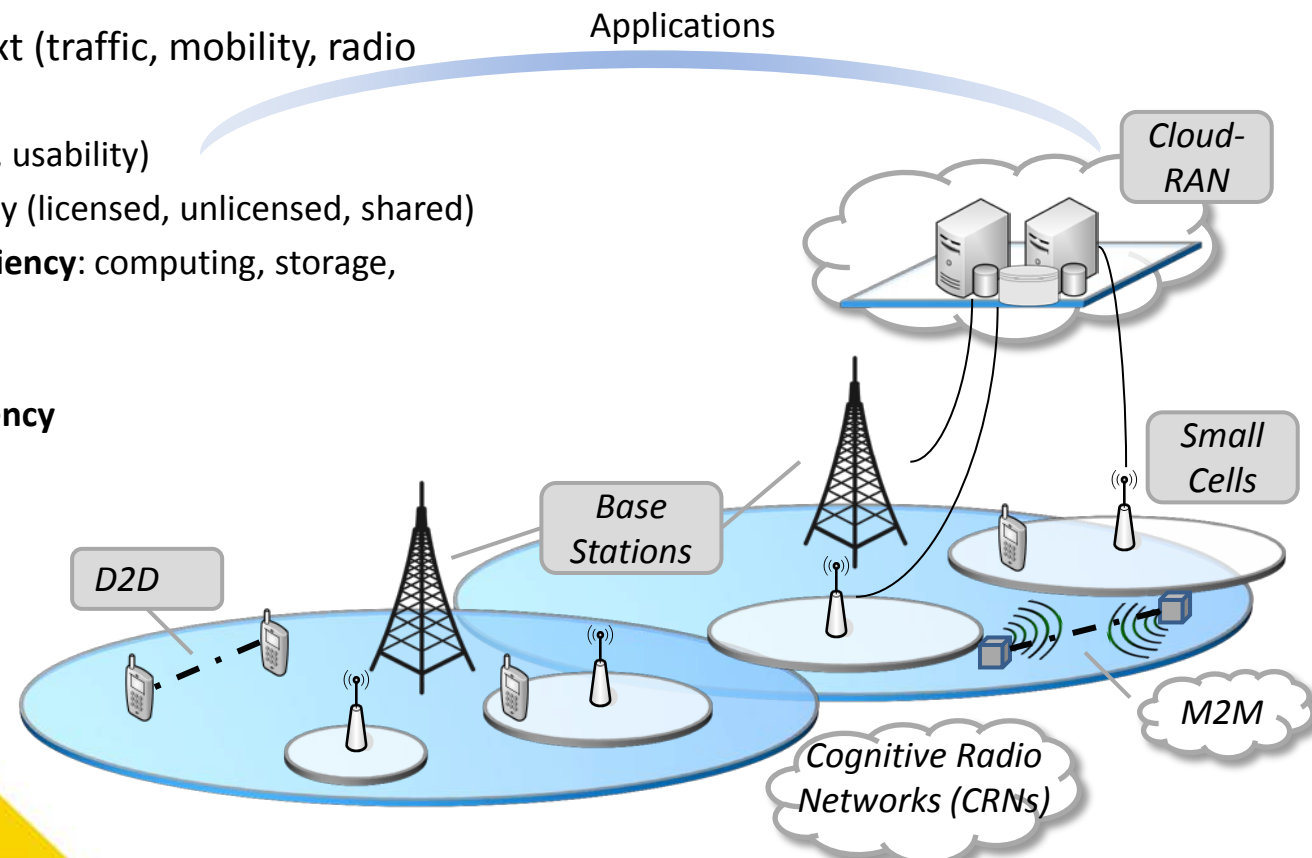 Applications
xt (traffic, mobility, radio
, usability)
y (licensed, unlicensed, shared)
iency: computing, storage,
ency
Cloud-
RAN
Small
Cells
Base
Stations
D2D
M2M
Cognitive Radio
Networks (CRNs)